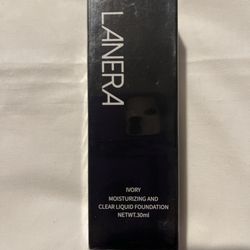 LANERA
IVORY
MOISTURIZING AND
CLEAR LIQUID FOUNDATION
NETWT.30ml